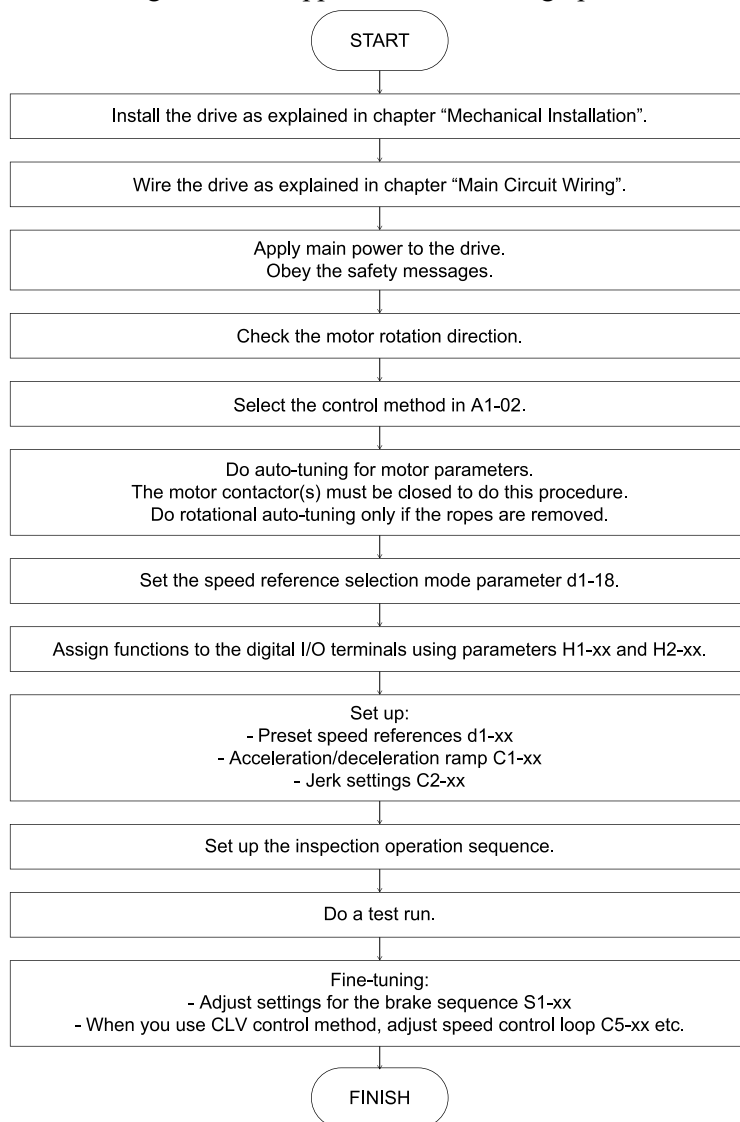 START
Install the drive as explained in chapter “Mechanical Installation”.
Wire the drive as explained in chapter “Main Circuit Wiring”.
Apply main power to the drive.
Obey the safety messages.
Check the motor rotation direction.
Select the control method in A1-02.
Do auto-tuning for motor parameters.
The motor contactor(s) must be closed to do this procedure.
Do rotational auto-tuning only if the ropes are removed.
Set the speed reference selection mode parameter d1-18.
Assign functions to the digital I/O terminals using parameters H1-xx and H2-xx.
Set up:
- Preset speed references d1-xx
- Acceleration/deceleration ramp C1-xx
- Jerk settings C2-xx
Set up the inspection operation sequence.
Do a test run.
Fine-tuning:
- Adjust settings for the brake sequence S1-xx
- When you use CLV control method, adjust speed control loop C5-xx etc.
FINISH